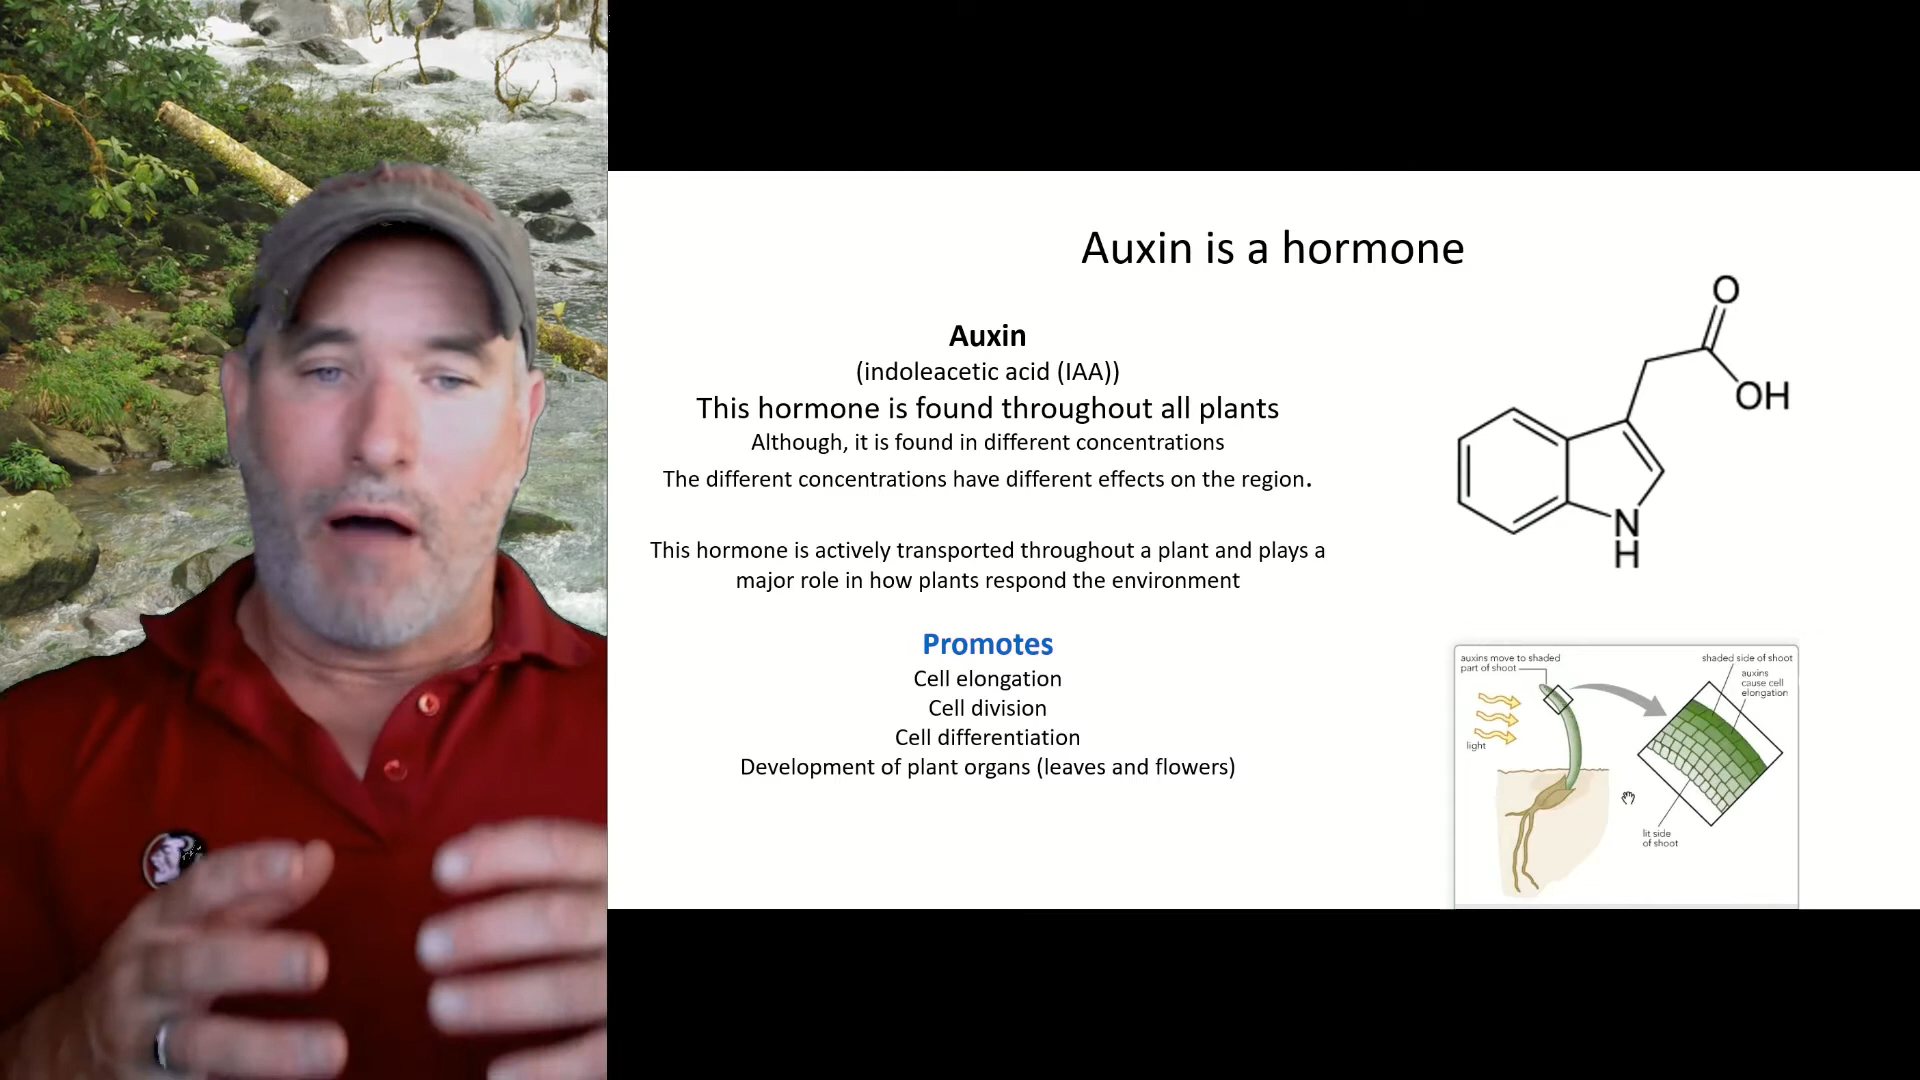 Auxin is a hormone
Auxin
(indoleacetic acid (IAA))
This hormone is found throughout all plants
Although, it is found in different concentrations
The different concentrations have different effects on the region.
This hormone is actively transported throughout a plant and plays a
major role in how plants respond the environment
Promotes
Cell elongation
Cell division
Cell differentiation
Development of plant organs (leaves and flowers)
O
OH
N
H
auxins move to shaded
part of shoot
light
shaded side of shoot
auxins
cause cell
elongation
lit side
of shoot